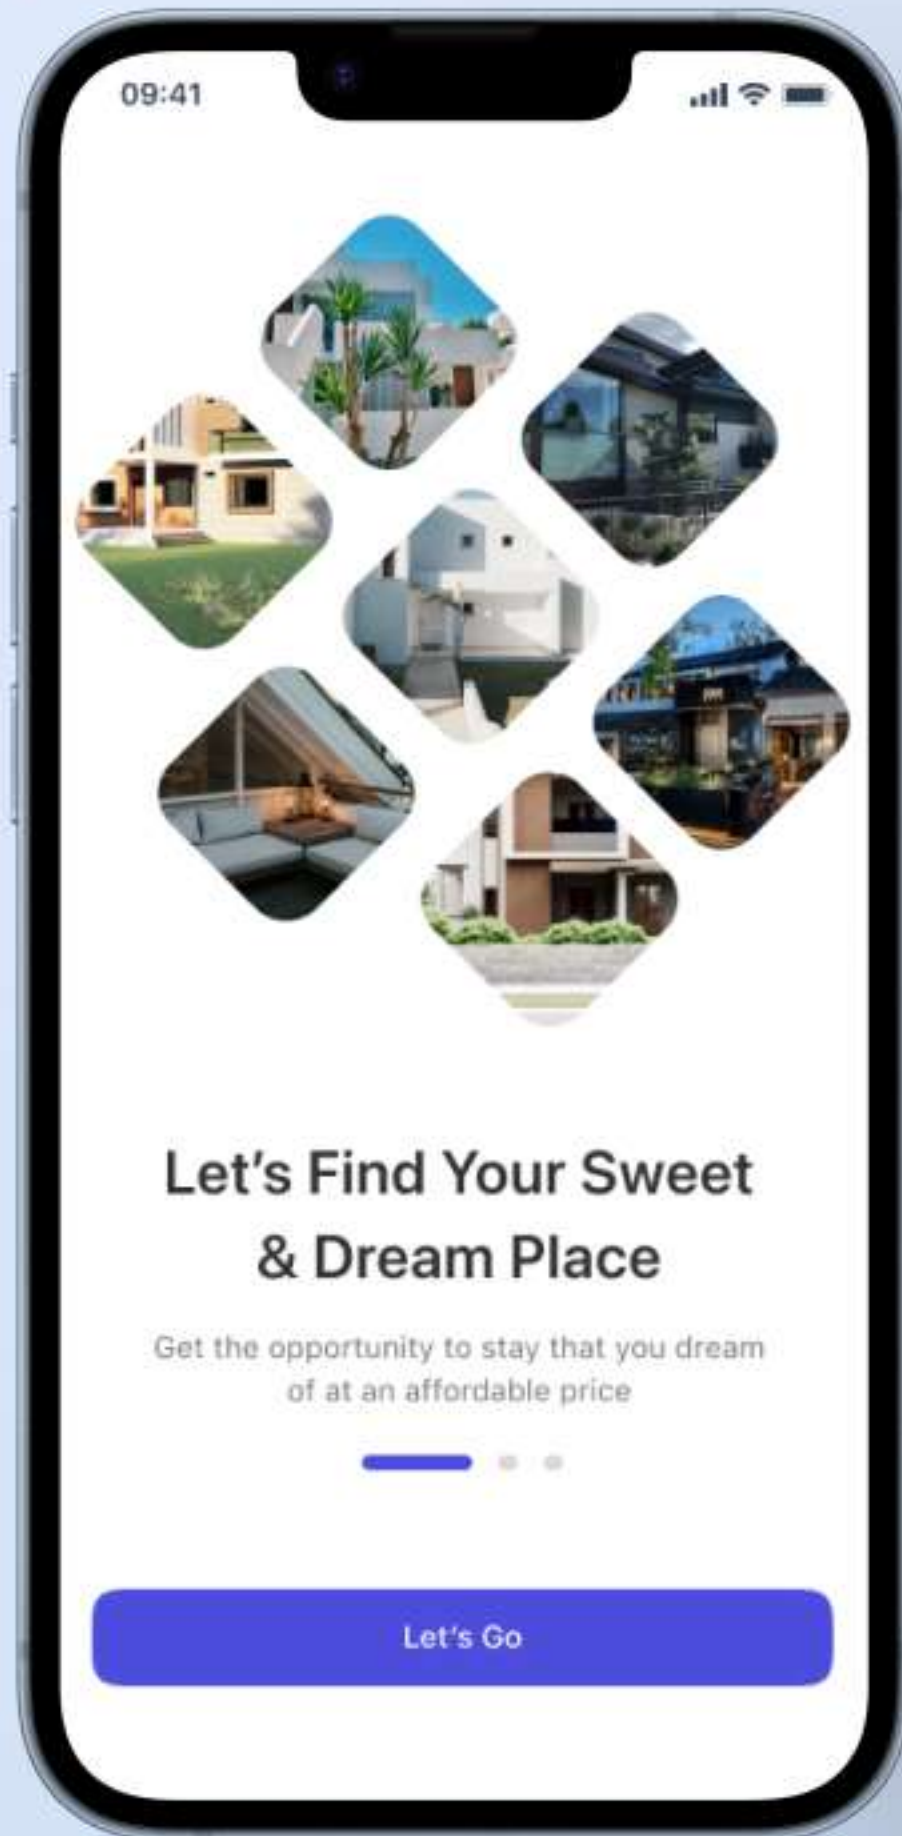 09:41
Let's Find Your Sweet
& Dream Place
Get the opportunity to stay that you dream
of at an affordable price
Let's Go